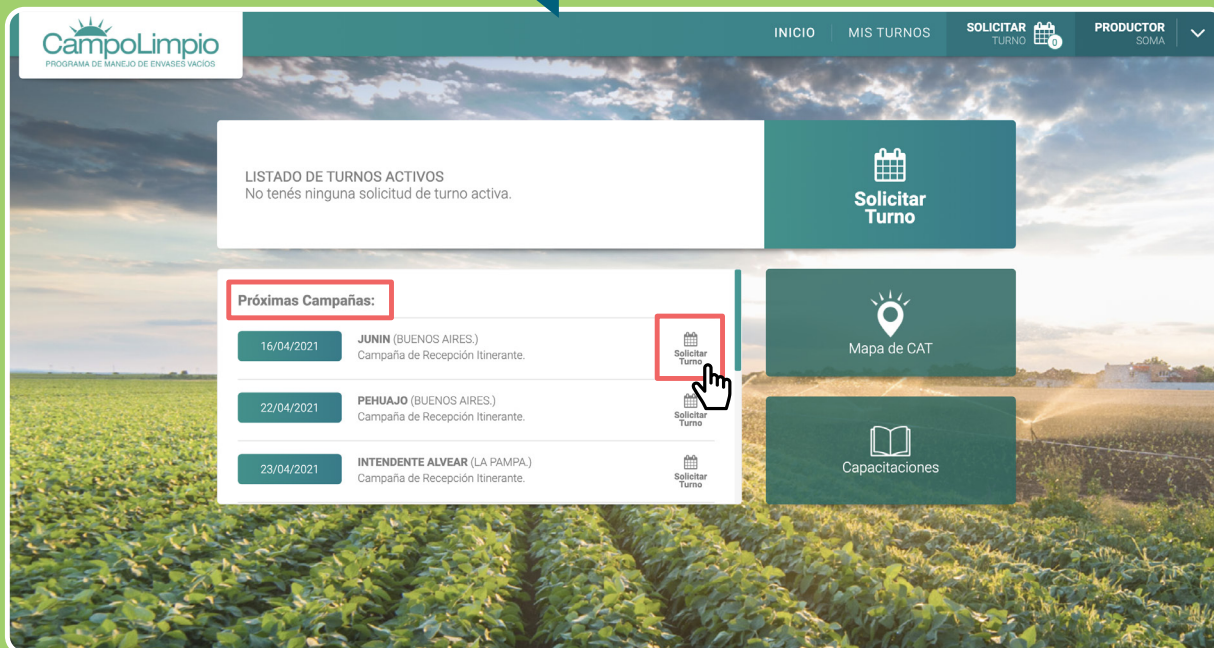 CampoLimpio
PROGRAMA DE MANEJO DE ENVASES VACÍOS
INICIO
MIS TURNOS
SOLICITAR
TURNO
0
PRODUCTOR
SOMA
LISTADO DE TURNOS ACTIVOS
No tenés ninguna solicitud de turno activa.
Solicitar
Turno
Próximas Campañas:
16/04/2021
JUNIN (BUENOS AIRES.)
Campaña de Recepción Itinerante.
Solicitar
Turno
22/04/2021
PEHUAJO (BUENOS AIRES.)
Campaña de Recepción Itinerante.
Solicitar
Turno
23/04/2021
INTENDENTE ALVEAR (LA PAMPA.)
Campaña de Recepción Itinerante.
Solicitar
Turno
Mapa de CAT
Capacitaciones